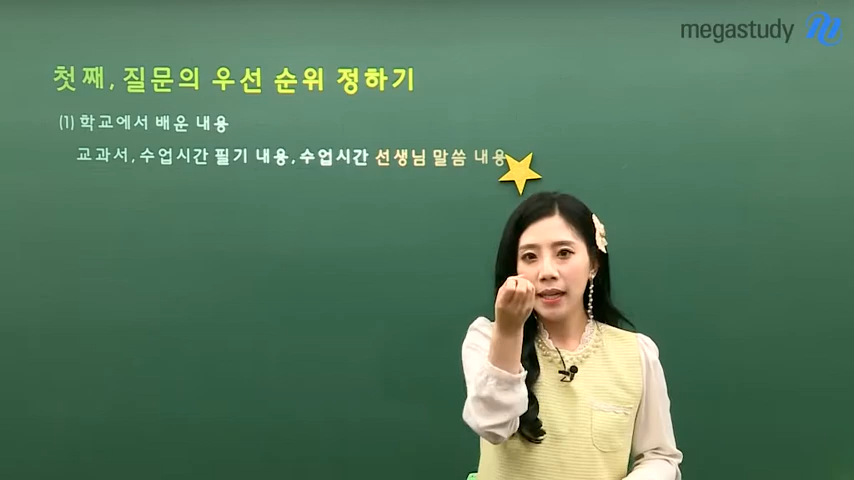 megastudy
첫째, 질문의 우선 순위 정하기
(1) 학교에서 배운 내용
교과서, 수업시간 필기 내용, 수업시간 선생님 말씀 내용